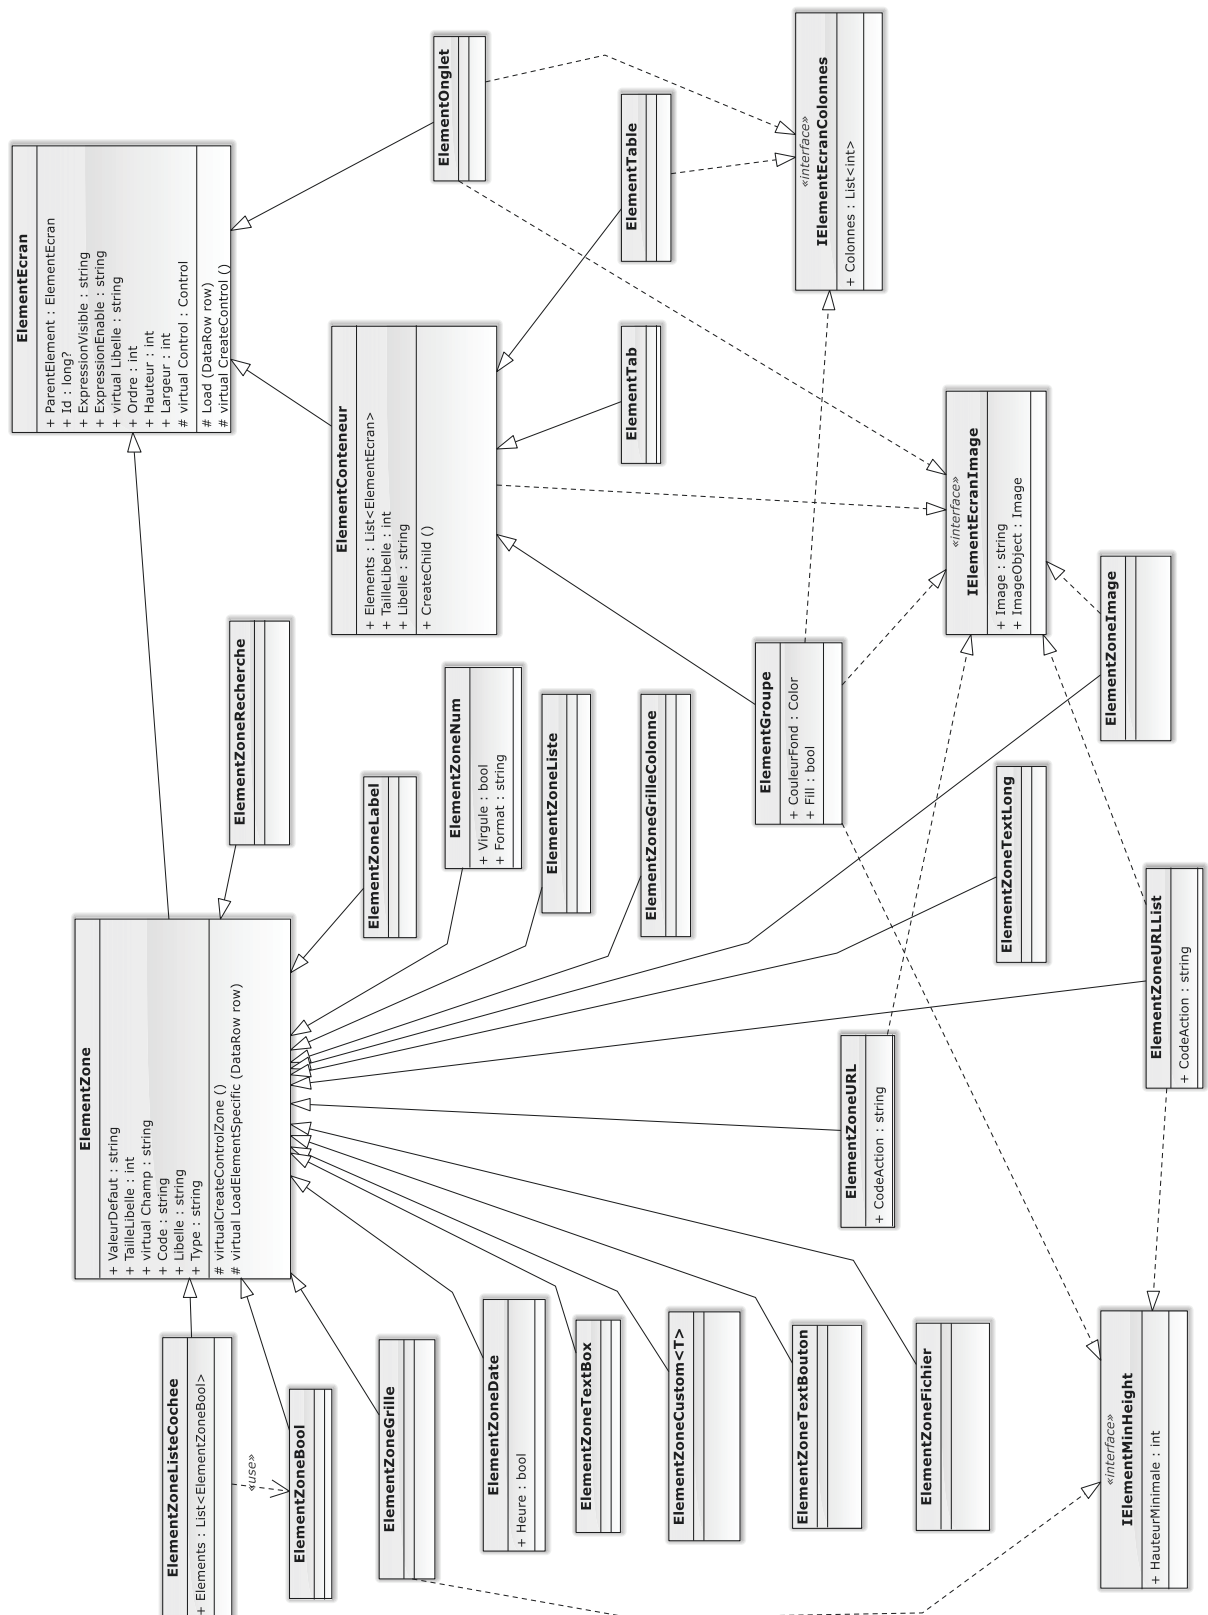 ElementEcran
+ ParentElement : ElementEcran
+ Id : long?
+ ExpressionVisible : string
+ ExpressionEnable : string
+ virtual Libelle : string
+ Ordre : int
+ Hauteur : int
+ Largeur : int
# virtual Control : Control
# Load (DataRow row)
# virtual CreateControl ()
ElementOnglet
ElementTable
«interface»
IElementEcranColonnes
+ Colonnes : List<int>
ElementConteneur
+ Elements : List<ElementEcran>
+ TailleLibelle : int
+ Libelle : string
+ CreateChild ()
ElementTab
«interface»
IElementEcranImage
+ Image : string
+ ImageObject : Image
ElementZoneRecherche
ElementZoneLabel
ElementZoneNum
+ Virgule : bool
+ Format : string
ElementZoneListe
ElementZoneGrilleColonne
ElementGroupe
+ CouleurFond : Color
+ Fill : bool
ElementZoneImage
ElementZoneTextLong
ElementZone
+ ValeurDefaut : string
+ TailleLibelle : int
+ virtual Champ : string
+ Code : string
+ Libelle : string
+ Type : string
# virtualCreateControlZone ()
# virtual LoadElementSpecific (DataRow row)
ElementZoneURL
+ CodeAction : string
ElementZoneURLList
+ CodeAction : string
ElementZoneListeCochee
+ Elements : List<ElementZoneBool>
«use»
ElementZoneBool
ElementZoneGrille
ElementZoneDate
+ Heure : bool
ElementZoneTextBox
ElementZoneCustom<T>
ElementZoneTextBouton
ElementZoneFichier
«interface»
IElementMinHeight
+ HauteurMinimale : int